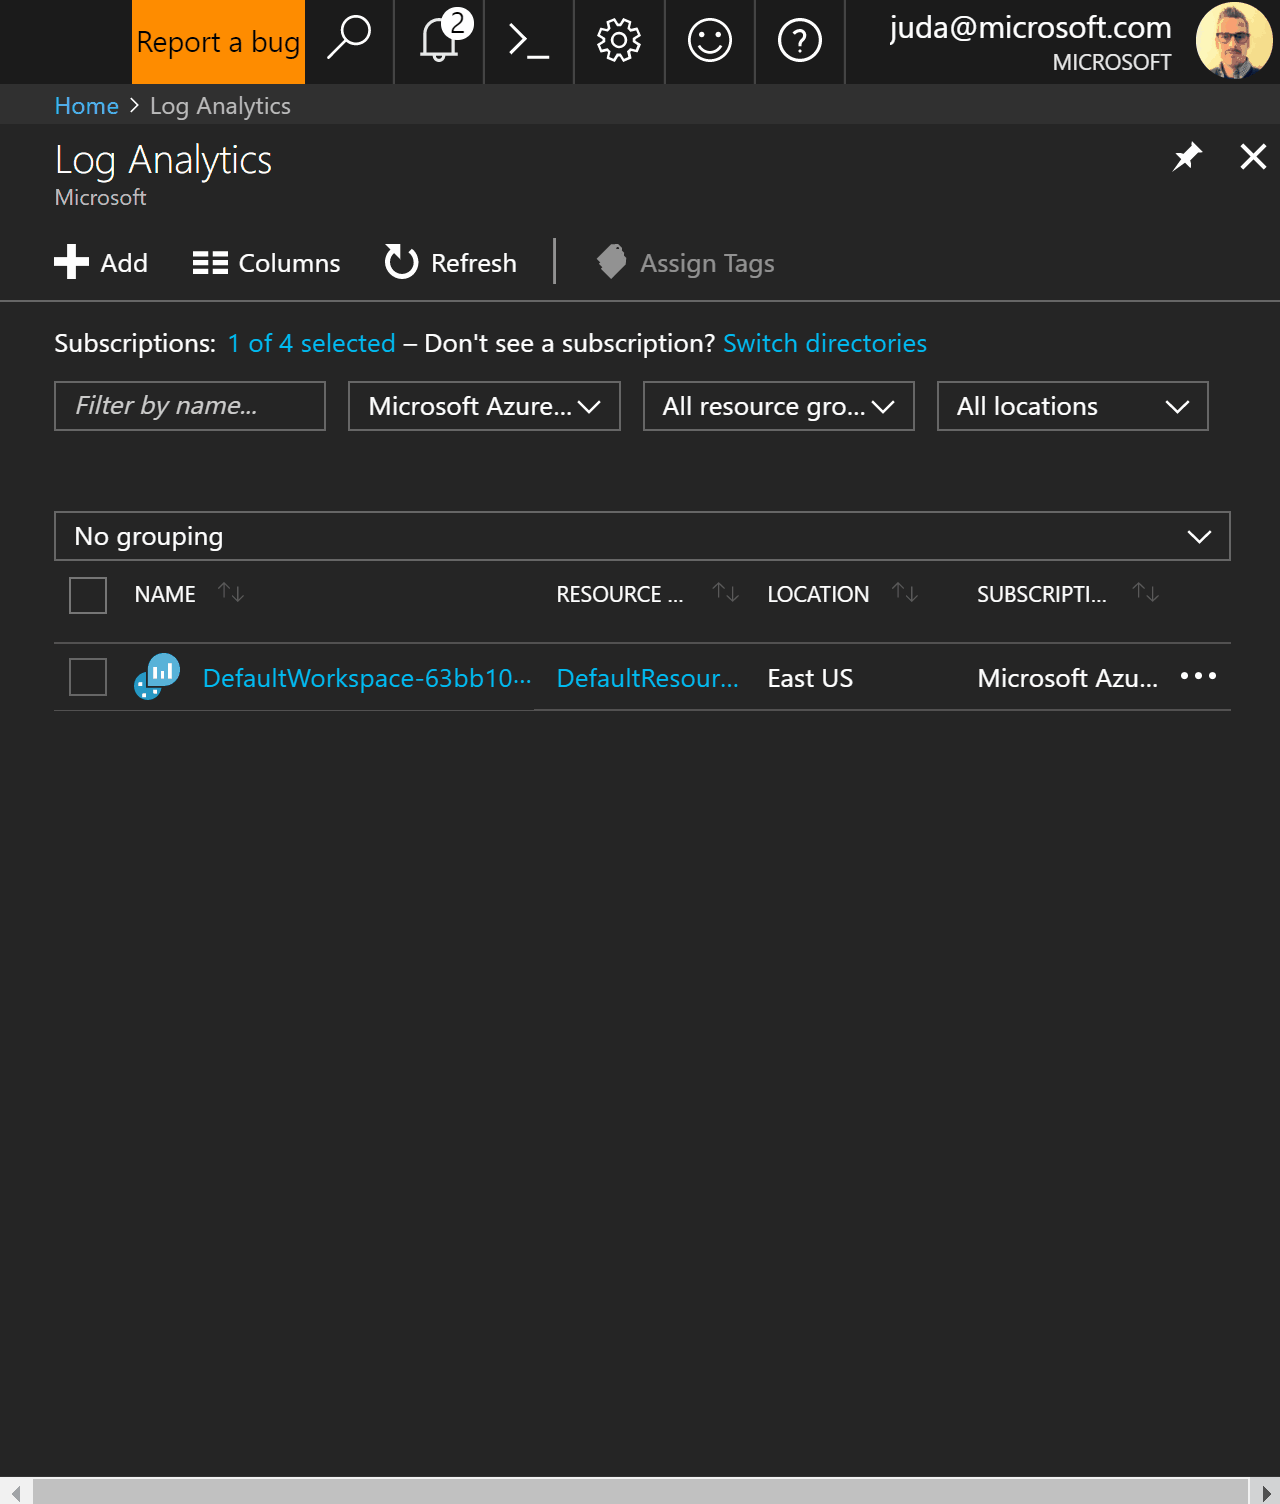 Report a bug
2
juda@microsoft.com
MICROSOFT
Home > Log Analytics
Log Analytics
Microsoft
Add Columns Refresh Assign Tags
Subscriptions: 1 of 4 selected – Don't see a subscription? Switch directories
Filter by name... Microsoft Azure... All resource gro... All locations
No grouping
NAME RESOURCE ... LOCATION SUBSCRIPTI...
DefaultWorkspace-63bb10... DefaultResour... East US Microsoft Azu...